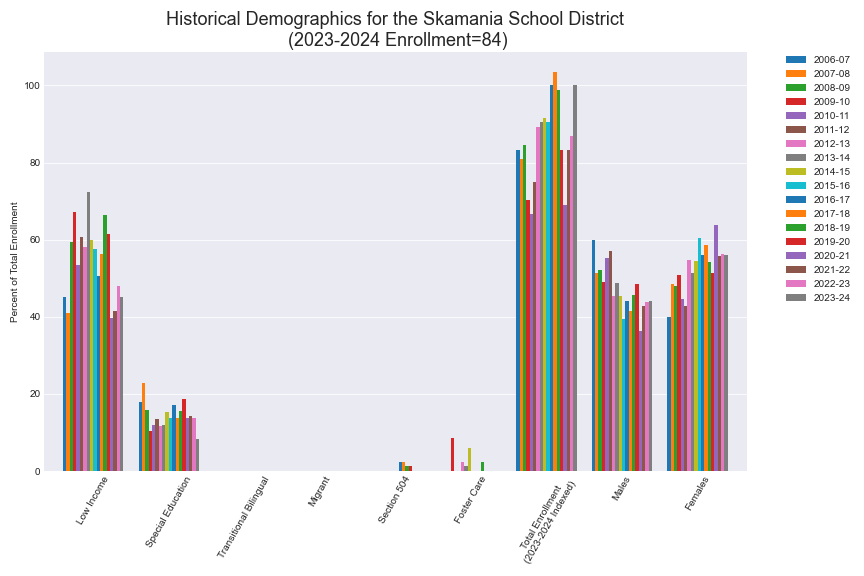 Historical Demographics for the Skamania School District
(2023-2024 Enrollment=84)
Percent of Total Enrollment
100
80
60
40
20
0
Low Income
Special Education
Transitional Bilingual
Migrant
Section 504
Foster Care
Total Enrollment
(2023-2024 Indexed)
Males
Females
2006-07
2007-08
2008-09
2009-10
2010-11
2011-12
2012-13
2013-14
2014-15
2015-16
2016-17
2017-18
2018-19
2019-20
2020-21
2021-22
2022-23
2023-24